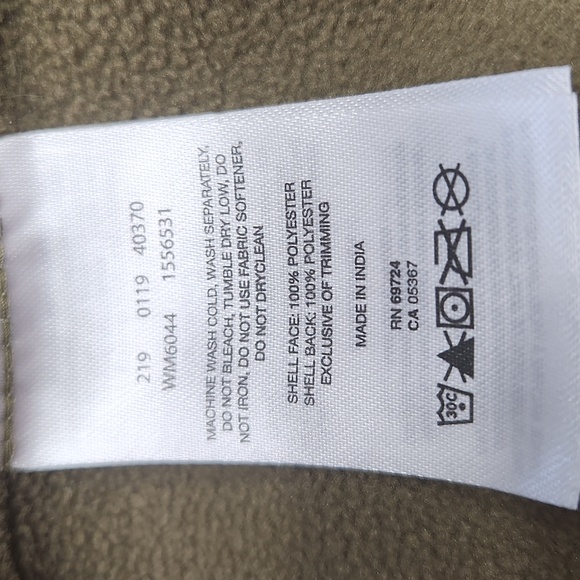 219 0119 40370
WM6044 1556531
MACHINE WASH COLD, WASH SEPARATELY,
DO NOT BLEACH, TUMBLE DRY LOW, DO
NOT IRON, DO NOT USE FABRIC SOFTENER,
DO NOT DRYCLEAN
SHELL FACE: 100% POLYESTER
SHELL BACK: 100% POLYESTER
EXCLUSIVE OF TRIMMING
MADE IN INDIA
RN 69724
CA 05367
30C